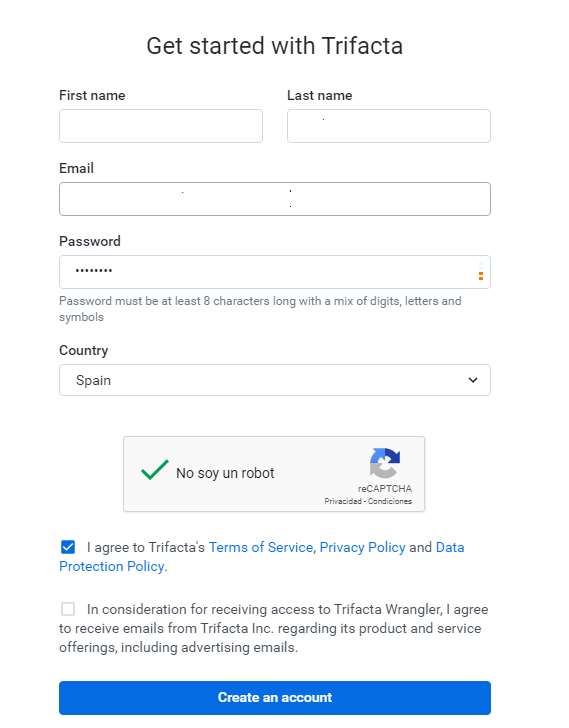 Get started with Trifacta
First name
Last name
Email
Password
••••••••
Password must be at least 8 characters long with a mix of digits, letters and
symbols
Country
Spain
No soy un robot
reCAPTCHA
Privacidad - Condiciones
I agree to Trifacta's Terms of Service, Privacy Policy and Data
Protection Policy.
In consideration for receiving access to Trifacta Wrangler, I agree
to receive emails from Trifacta Inc. regarding its product and service
offerings, including advertising emails.
Create an account